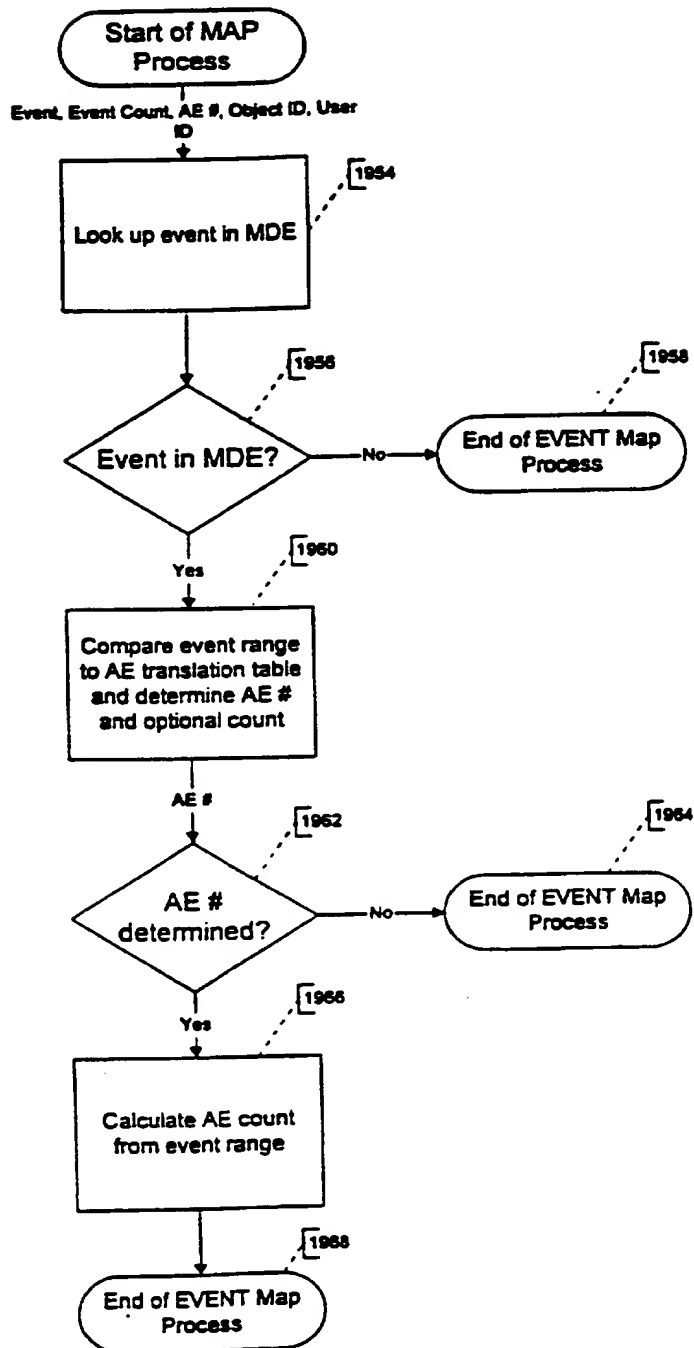 Start of MAP
Process
Event, Event Count, AE #, Object ID, User
ID
1954
Look up event in MDE
1956
1958
Event in MDE?
No
End of EVENT Map
Process
Yes
1960
Compare event range
to AE translation table
and determine AE #
and optional count
AE #
1962
1964
AE #
determined?
No
End of EVENT Map
Process
Yes
1966
Calculate AE count
from event range
1968
End of EVENT Map
Process